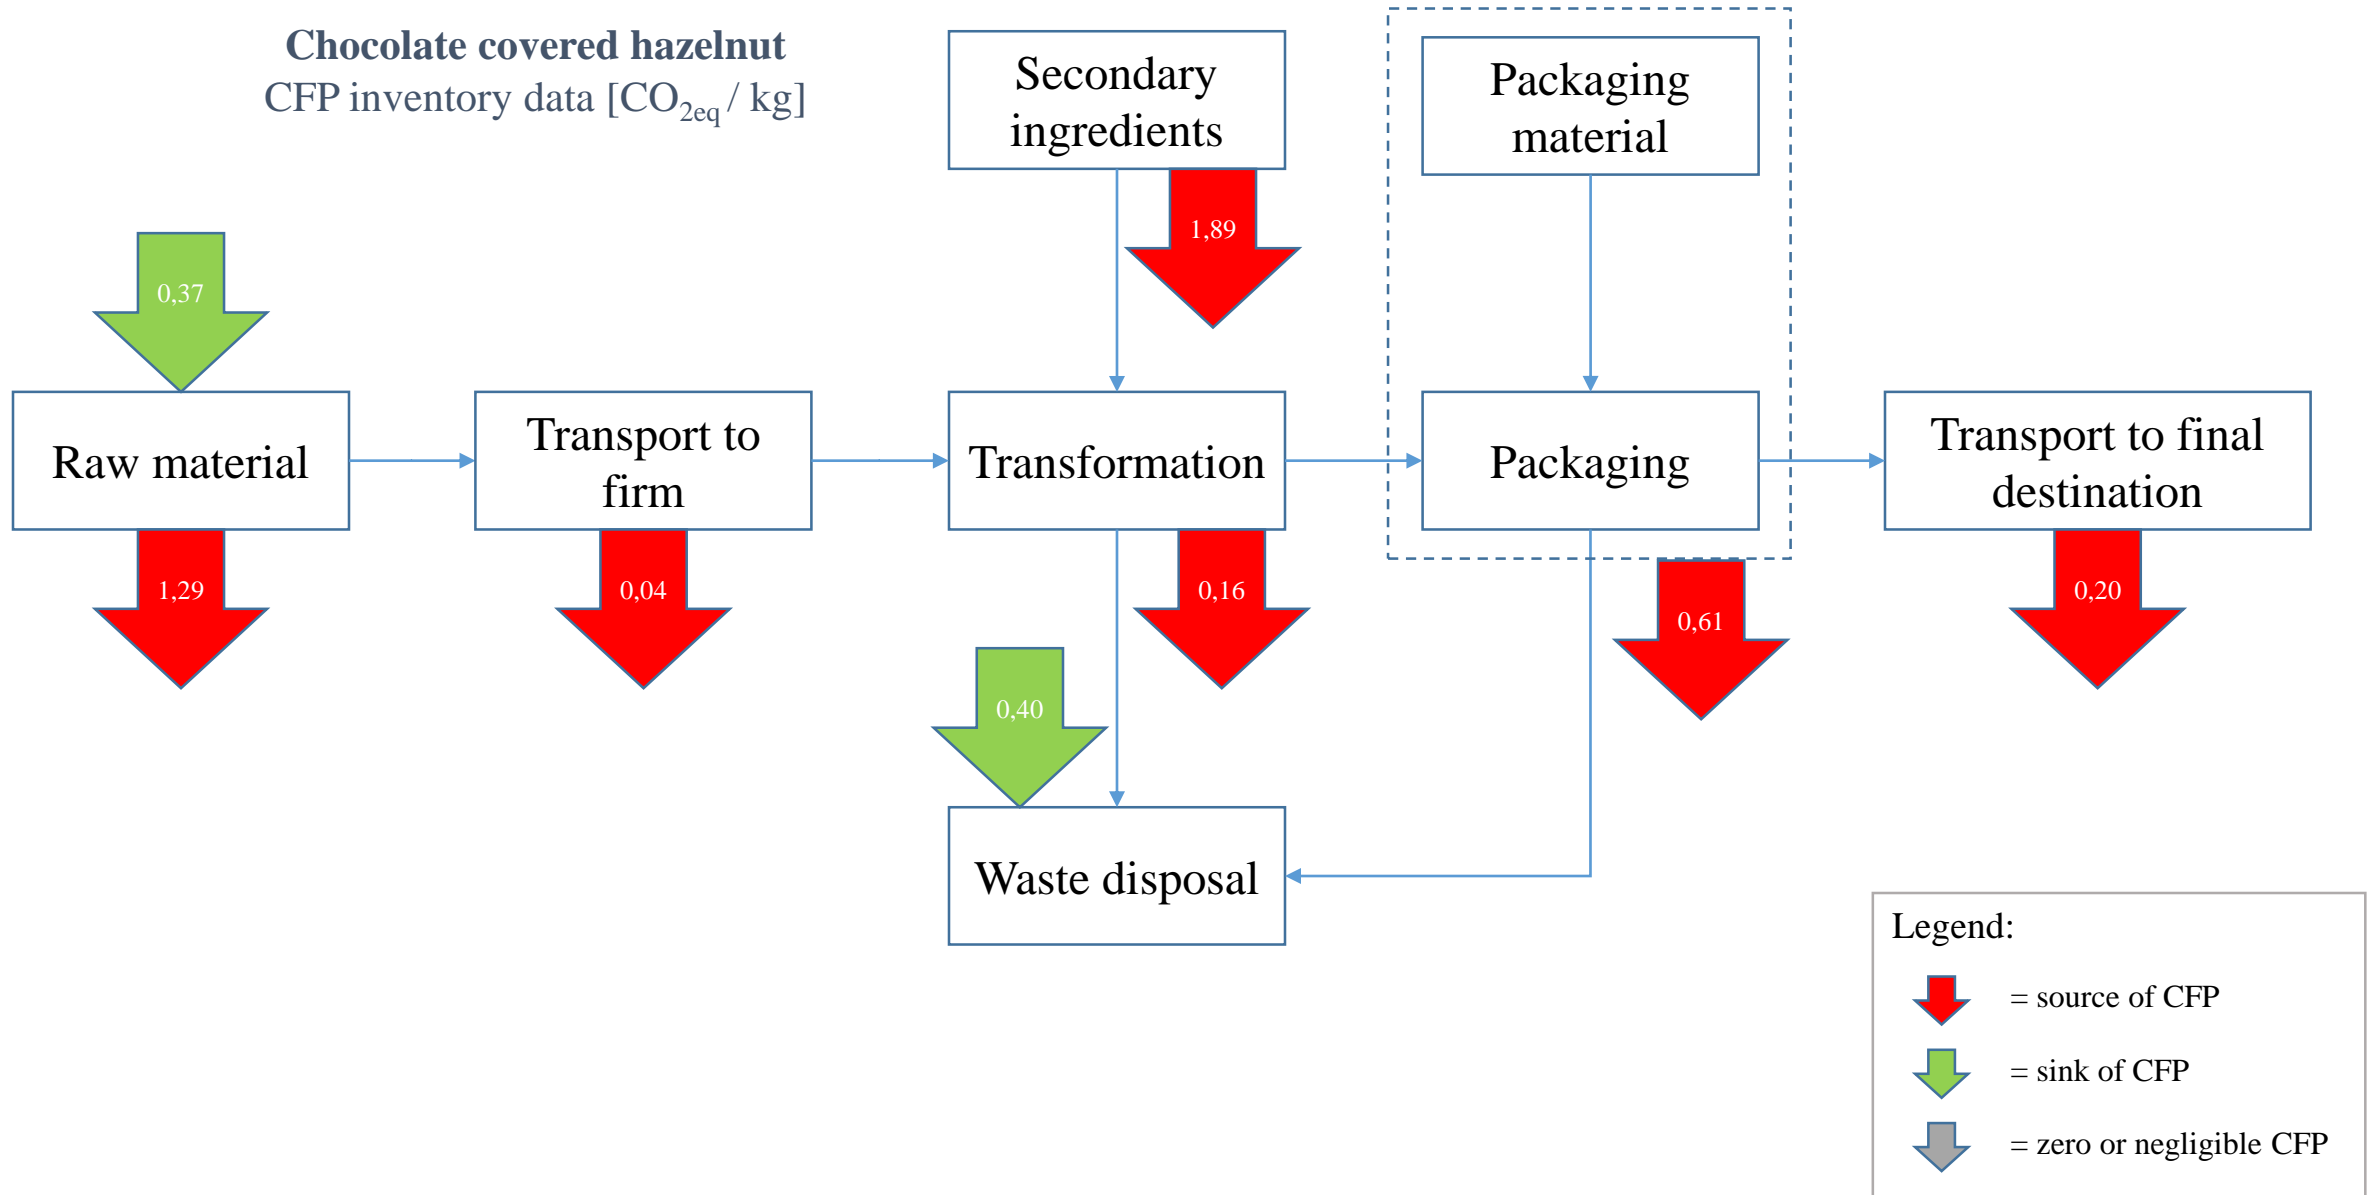 Chocolate covered hazelnut
CFP inventory data [CO2eq / kg]
Secondary
ingredients
Packaging
material
1,89
0,37
Raw material
Transport to
firm
Transformation
Packaging
Transport to final
destination
1,29
0,04
0,16
0,61
0,20
0,40
Waste disposal
Legend:
= source of CFP
= sink of CFP
= zero or negligible CFP